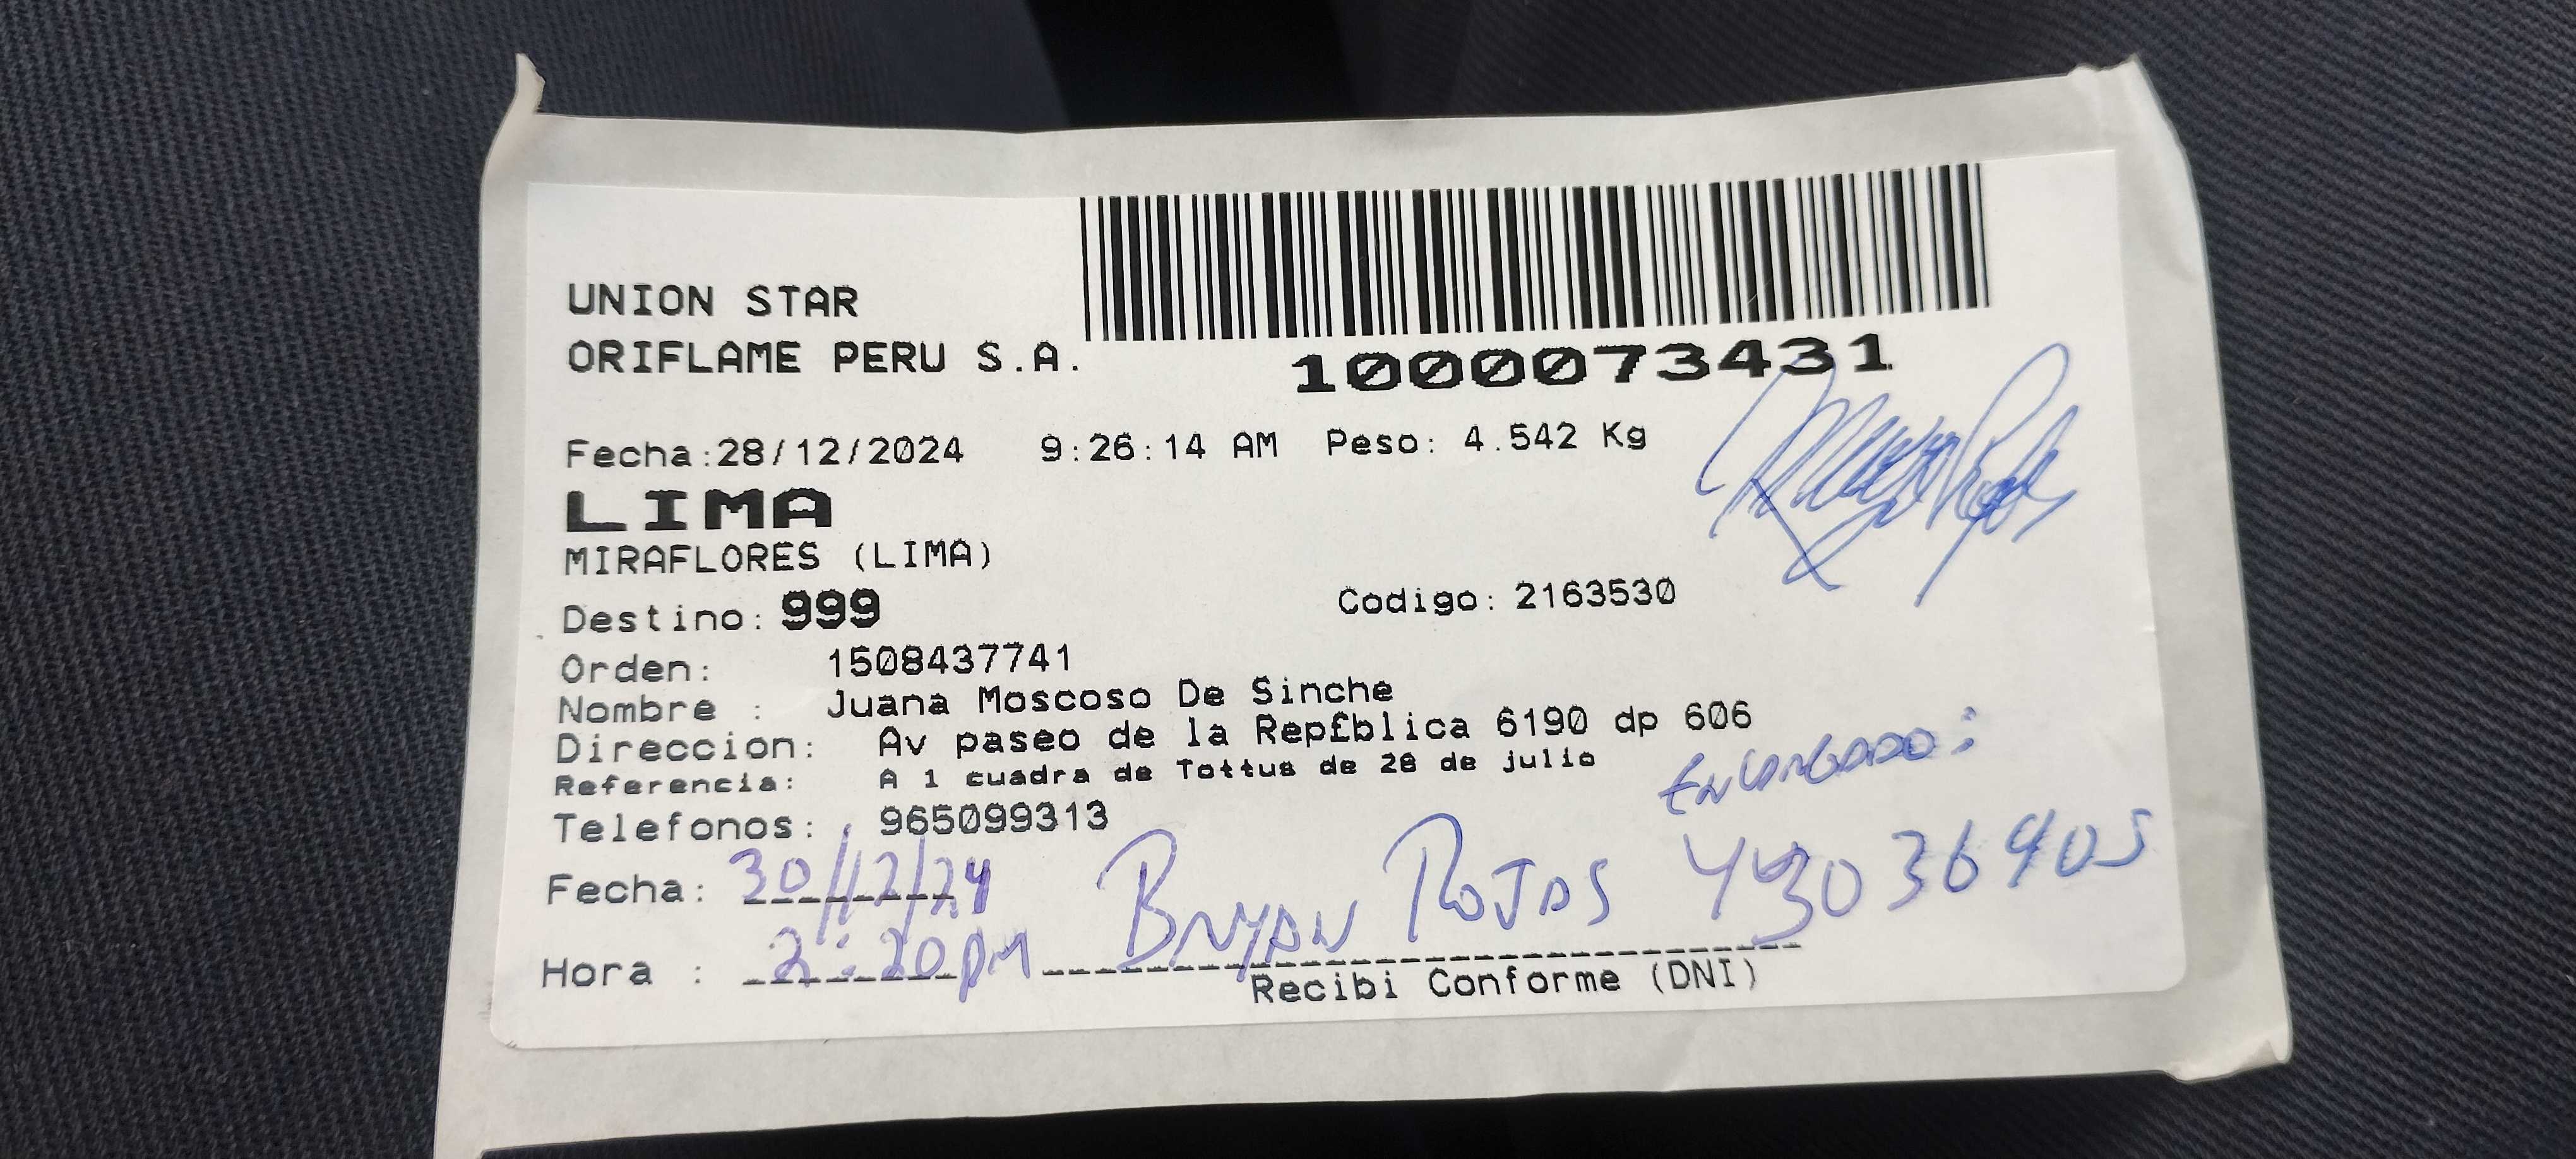 UNION STAR
ORIFLAME PERU S.A.
1000073431
Fecha:28/12/2024 9:26:14 AM Peso: 4.542 Kg
LIMA
MIRAFLORES (LIMA)
Destino: 999 Codigo: 2163530
Orden: 1508437741
Nombre : Juana Moscoso De Sinche
Direccion: Av paseo de la Rep£blica 6190 dp 606
Referencia: A 1 cuadra de Tottus de 28 de julio
Encargado:
Telefonos: 965099313
Fecha: 30/12/24 Bryan Rojas
Hora : 2:20pm
Recibi Conforme (DNI)